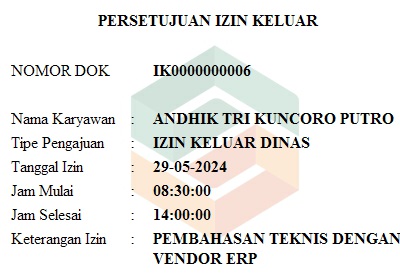 PERSETUJUAN IZIN KELUAR
NOMOR DOK IK0000000006
Nama Karyawan : ANDHIK TRI KUNCORO PUTRO
Tipe Pengajuan : IZIN KELUAR DINAS
Tanggal Izin : 29-05-2024
Jam Mulai : 08:30:00
Jam Selesai : 14:00:00
Keterangan Izin : PEMBAHASAN TEKNIS DENGAN
VENDOR ERP